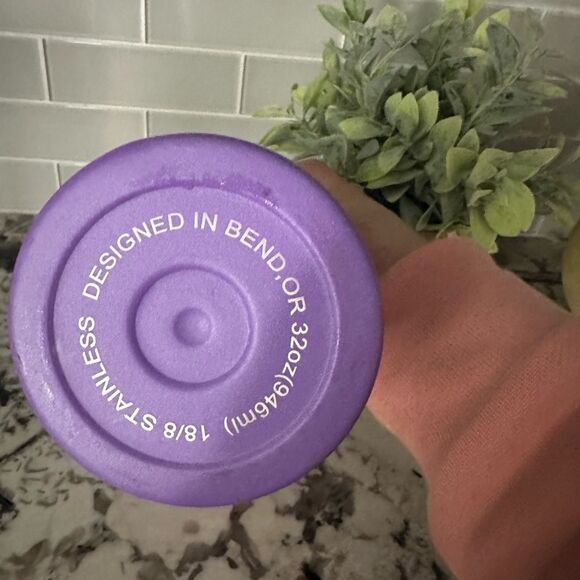 DESIGNED IN BEND,OR 32oz(946ml) 18/8 STAINLESS